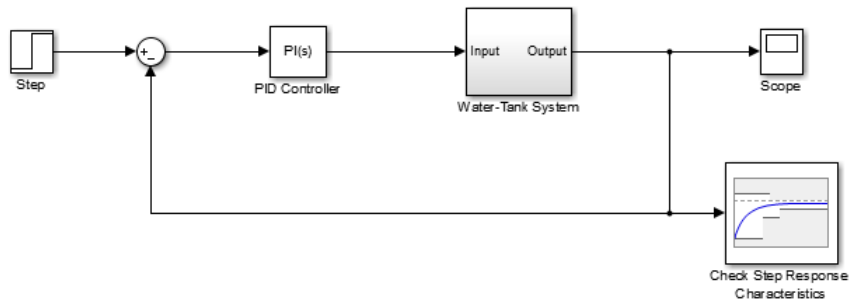 +
−
PI(s)
Input
Output
Step
PID Controller
Water-Tank System
Scope
Check Step Response
Characteristics